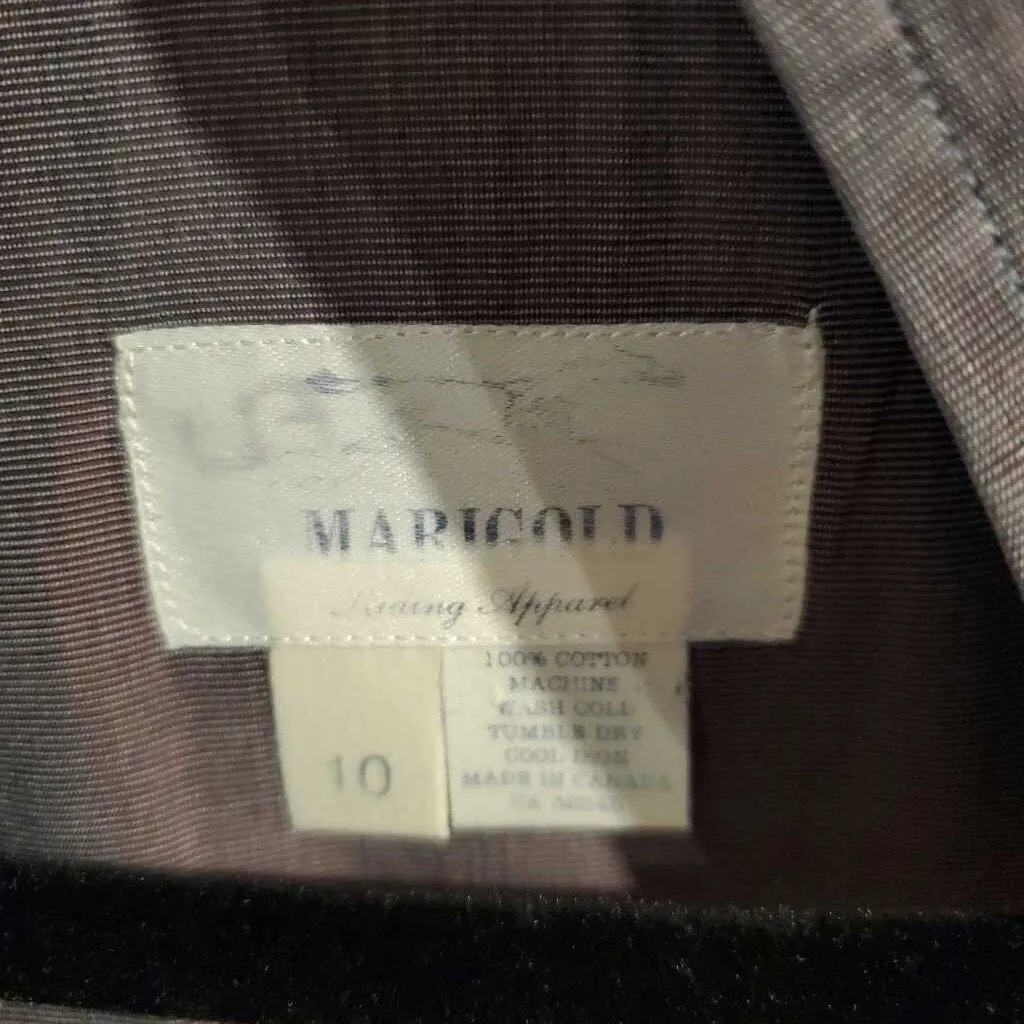 MARIGOLD
Riding Apparel
10
100% COTTON
MACHINE
WASH COLD
TUMBLE DRY
COOL IRON
MADE IN CANADA